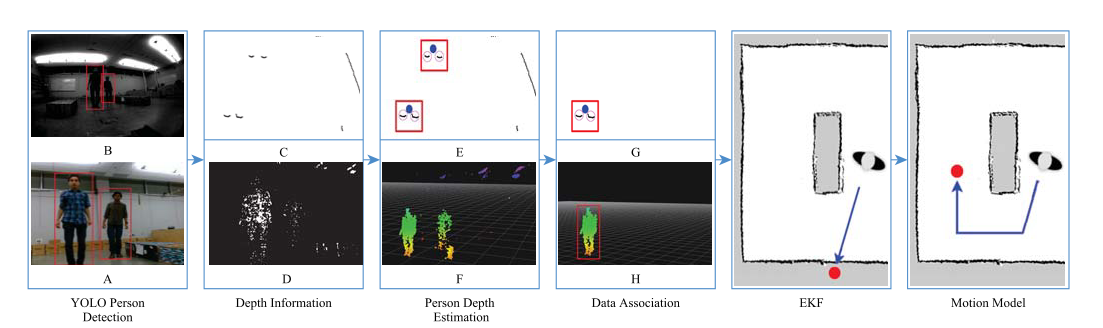 B
C
E
G
A
D
F
H
YOLO Person
Detection
Depth Information
Person Depth
Estimation
Data Association
EKF
Motion Model